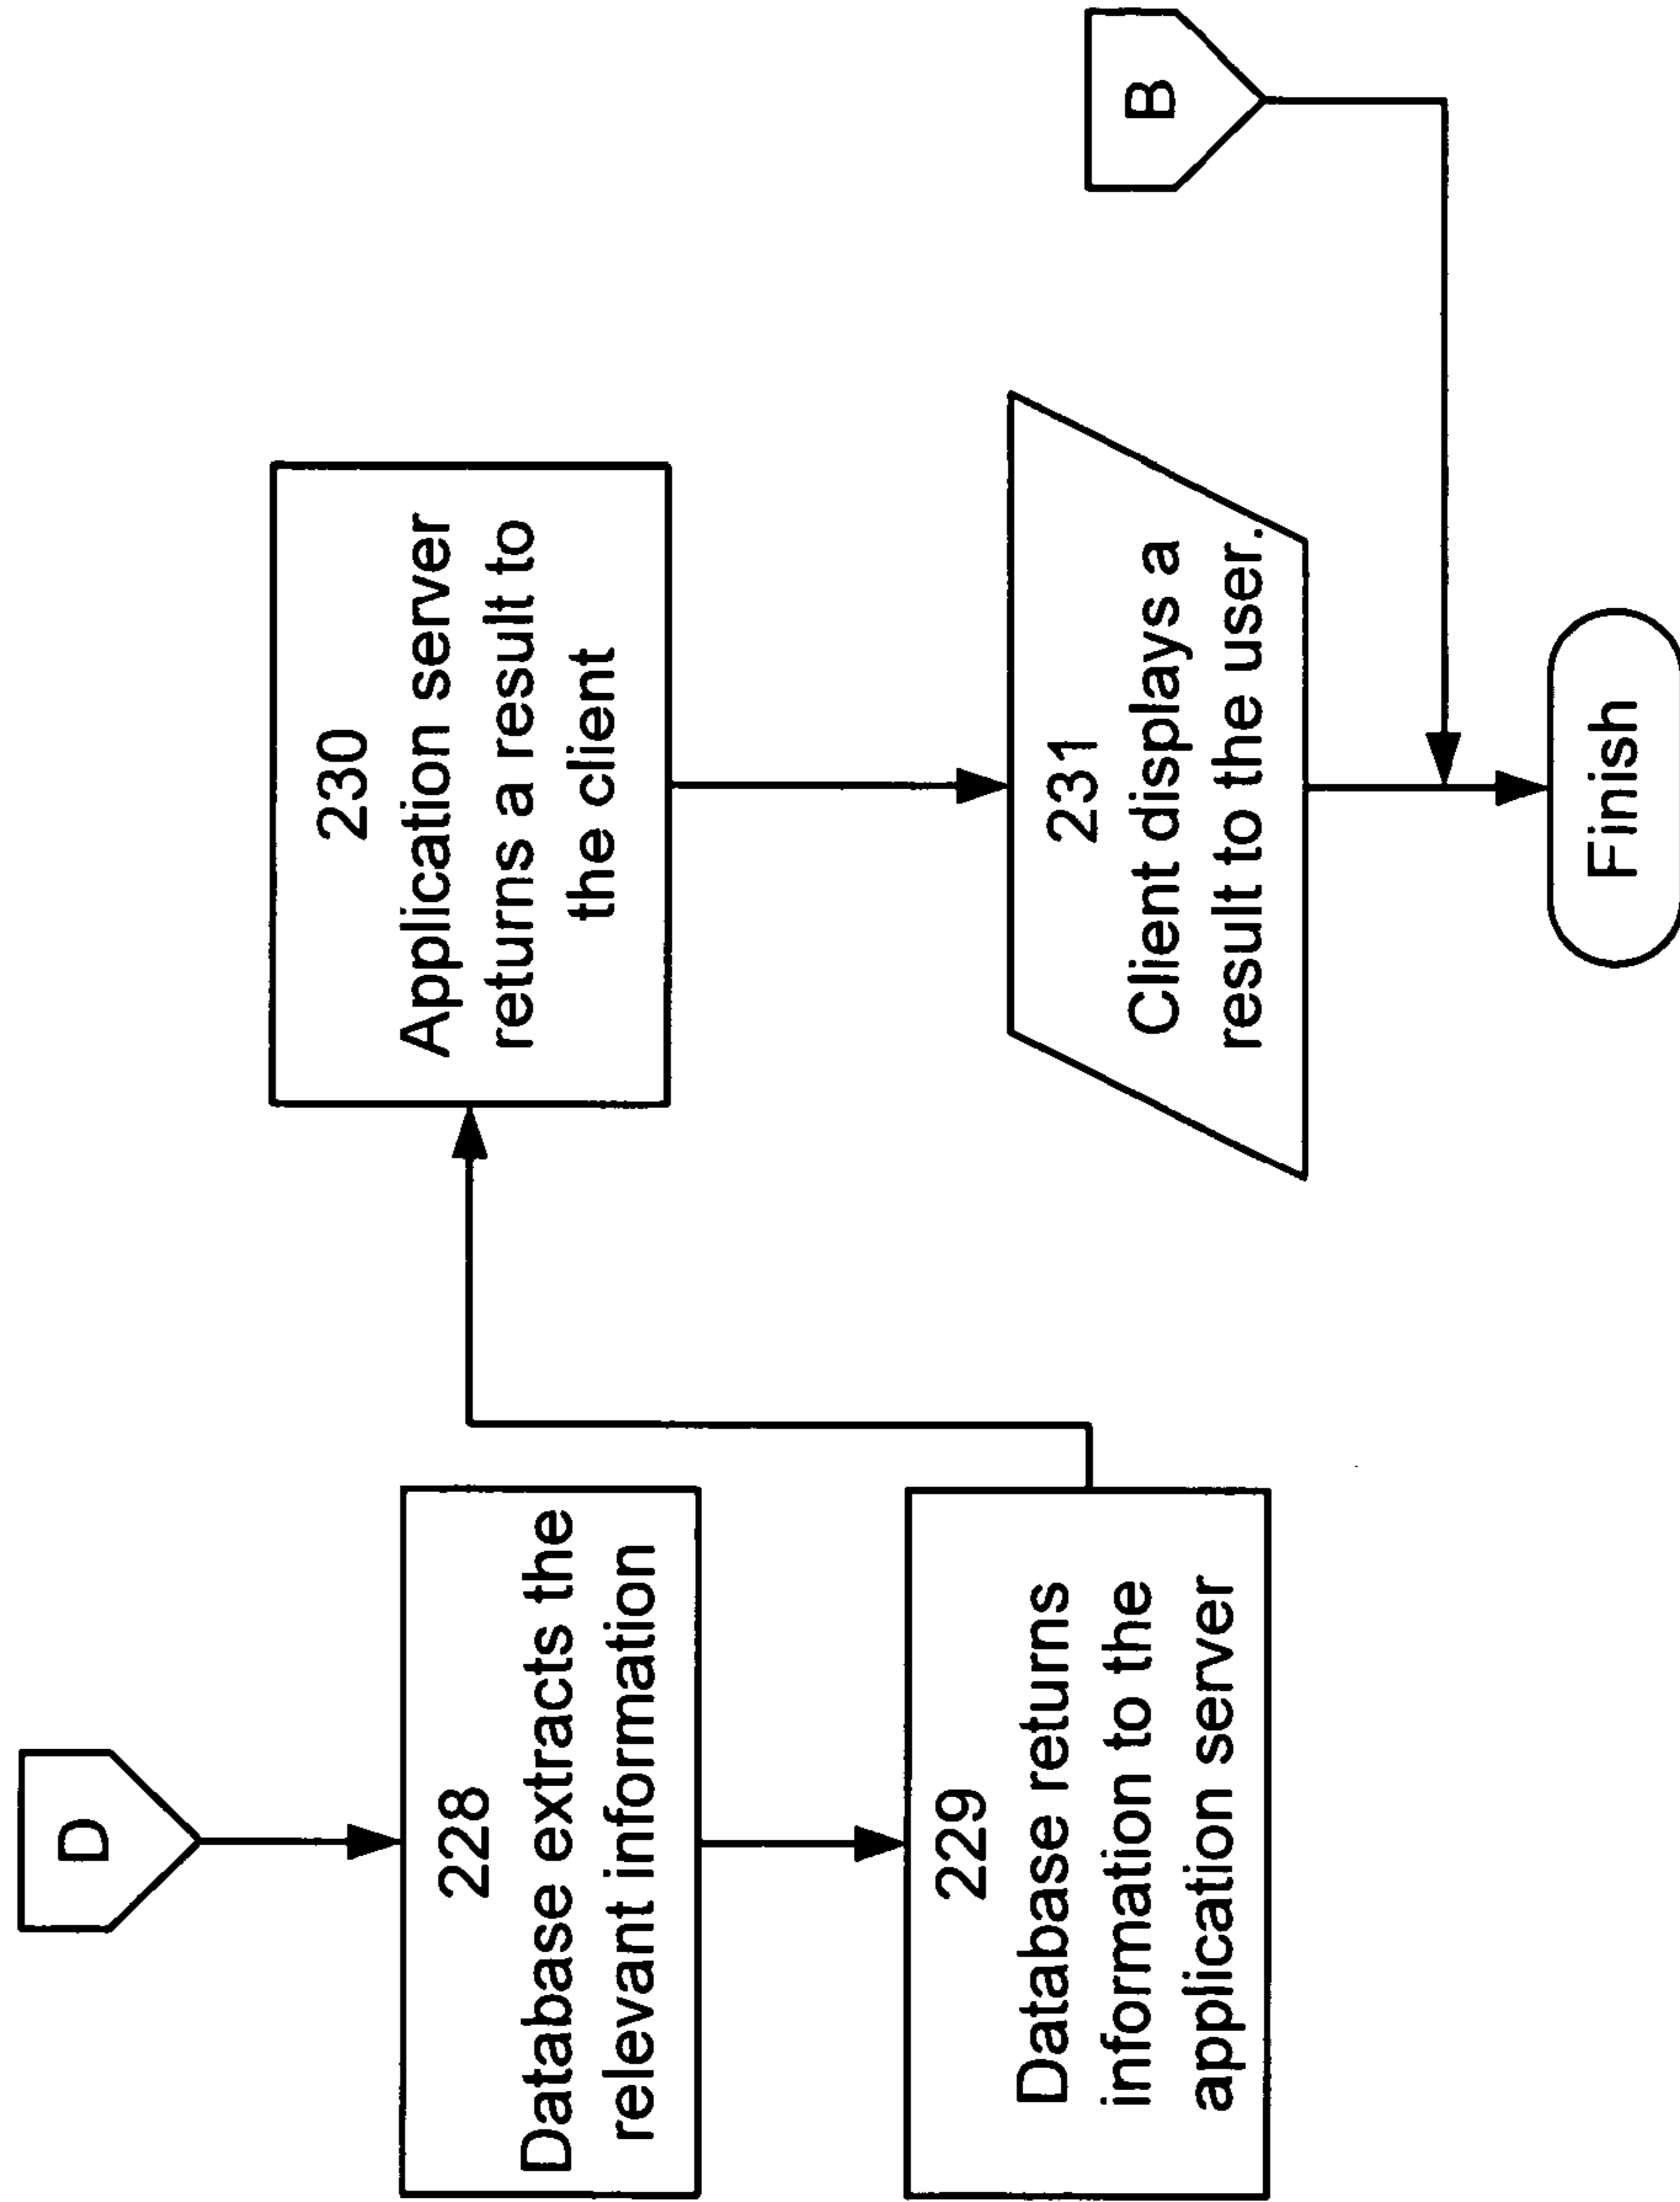 D
228
Database extracts the
relevant information
229
Database returns
information to the
application server
230
Application server
returns a result to
the client
231
Client displays a
result to the user.
B
Finish